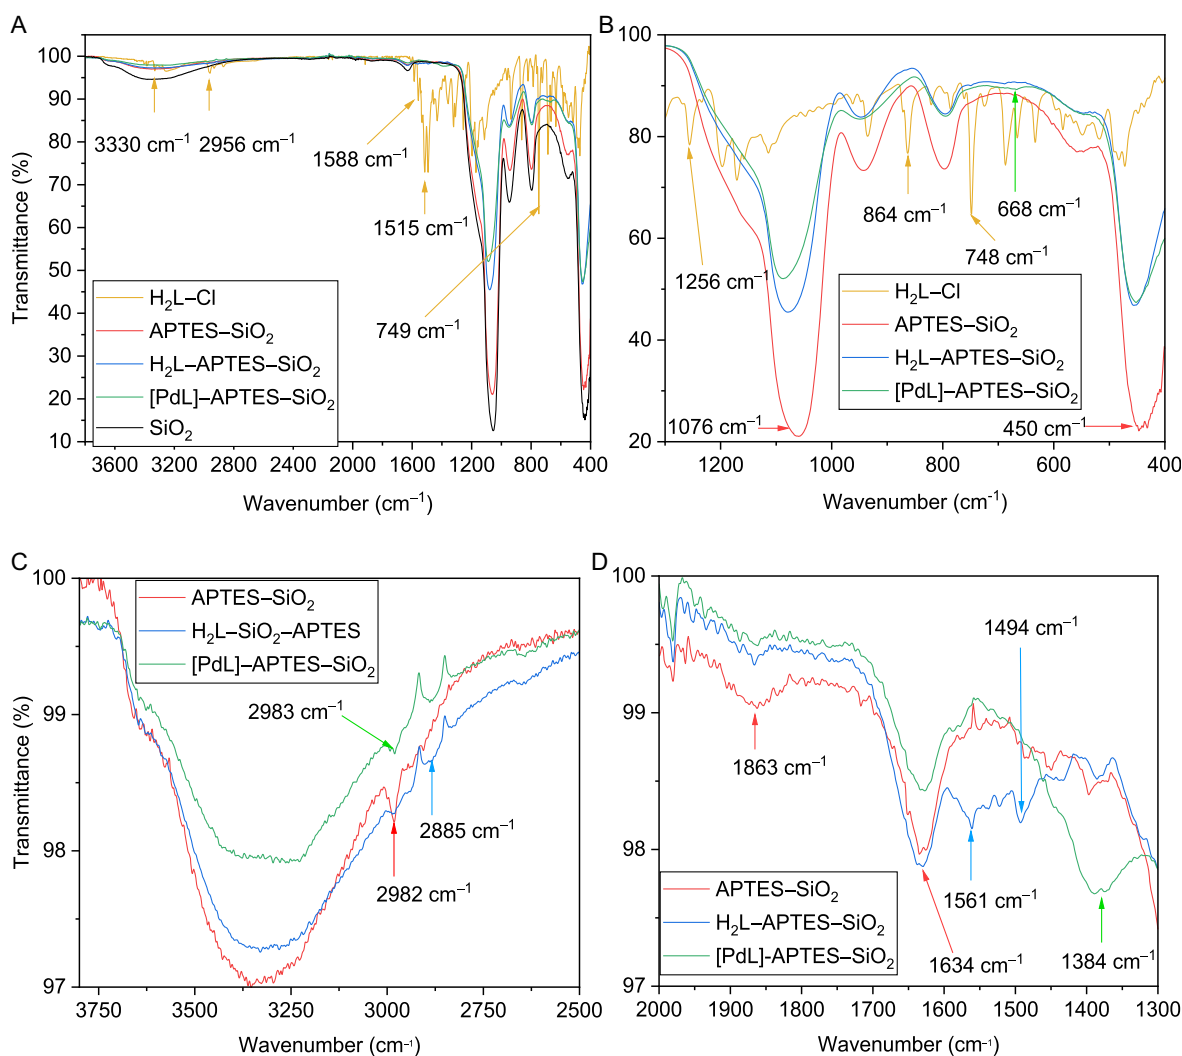 A
100
90
80
70
60
50
40
30
20
10
Transmittance (%)
3330 cm⁻¹
2956 cm⁻¹
1588 cm⁻¹
1515 cm⁻¹
749 cm⁻¹
H₂L–Cl
APTES–SiO₂
H₂L–APTES–SiO₂
[PdL]–APTES–SiO₂
SiO₂
3600 3200 2800 2400 2000 1600 1200 800 400
Wavenumber (cm⁻¹)
B
100
80
60
40
20
864 cm⁻¹
668 cm⁻¹
748 cm⁻¹
1256 cm⁻¹
H₂L–Cl
APTES–SiO₂
H₂L–APTES–SiO₂
[PdL]–APTES–SiO₂
1076 cm⁻¹
450 cm⁻¹
1200 1000 800 600 400
Wavenumber (cm⁻¹)
C
100
99
98
97
Transmittance (%)
APTES–SiO₂
H₂L–SiO₂–APTES
[PdL]–APTES–SiO₂
2983 cm⁻¹
2885 cm⁻¹
2982 cm⁻¹
3750 3500 3250 3000 2750 2500
Wavenumber (cm⁻¹)
D
100
99
98
97
1494 cm⁻¹
1863 cm⁻¹
1561 cm⁻¹
APTES–SiO₂
H₂L–APTES–SiO₂
[PdL]-APTES–SiO₂
1634 cm⁻¹
1384 cm⁻¹
2000 1900 1800 1700 1600 1500 1400 1300
Wavenumber (cm⁻¹)